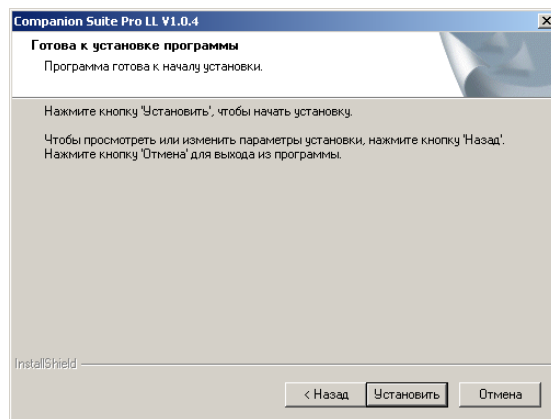 Companion Suite Pro LL V1.0.4
Готова к установке программы
Программа готова к началу установки.
Нажмите кнопку 'Установить', чтобы начать установку.
Чтобы просмотреть или изменить параметры установки, нажмите кнопку 'Назад'.
Нажмите кнопку 'Отмена' для выхода из программы.
InstallShield
< Назад Установить Отмена